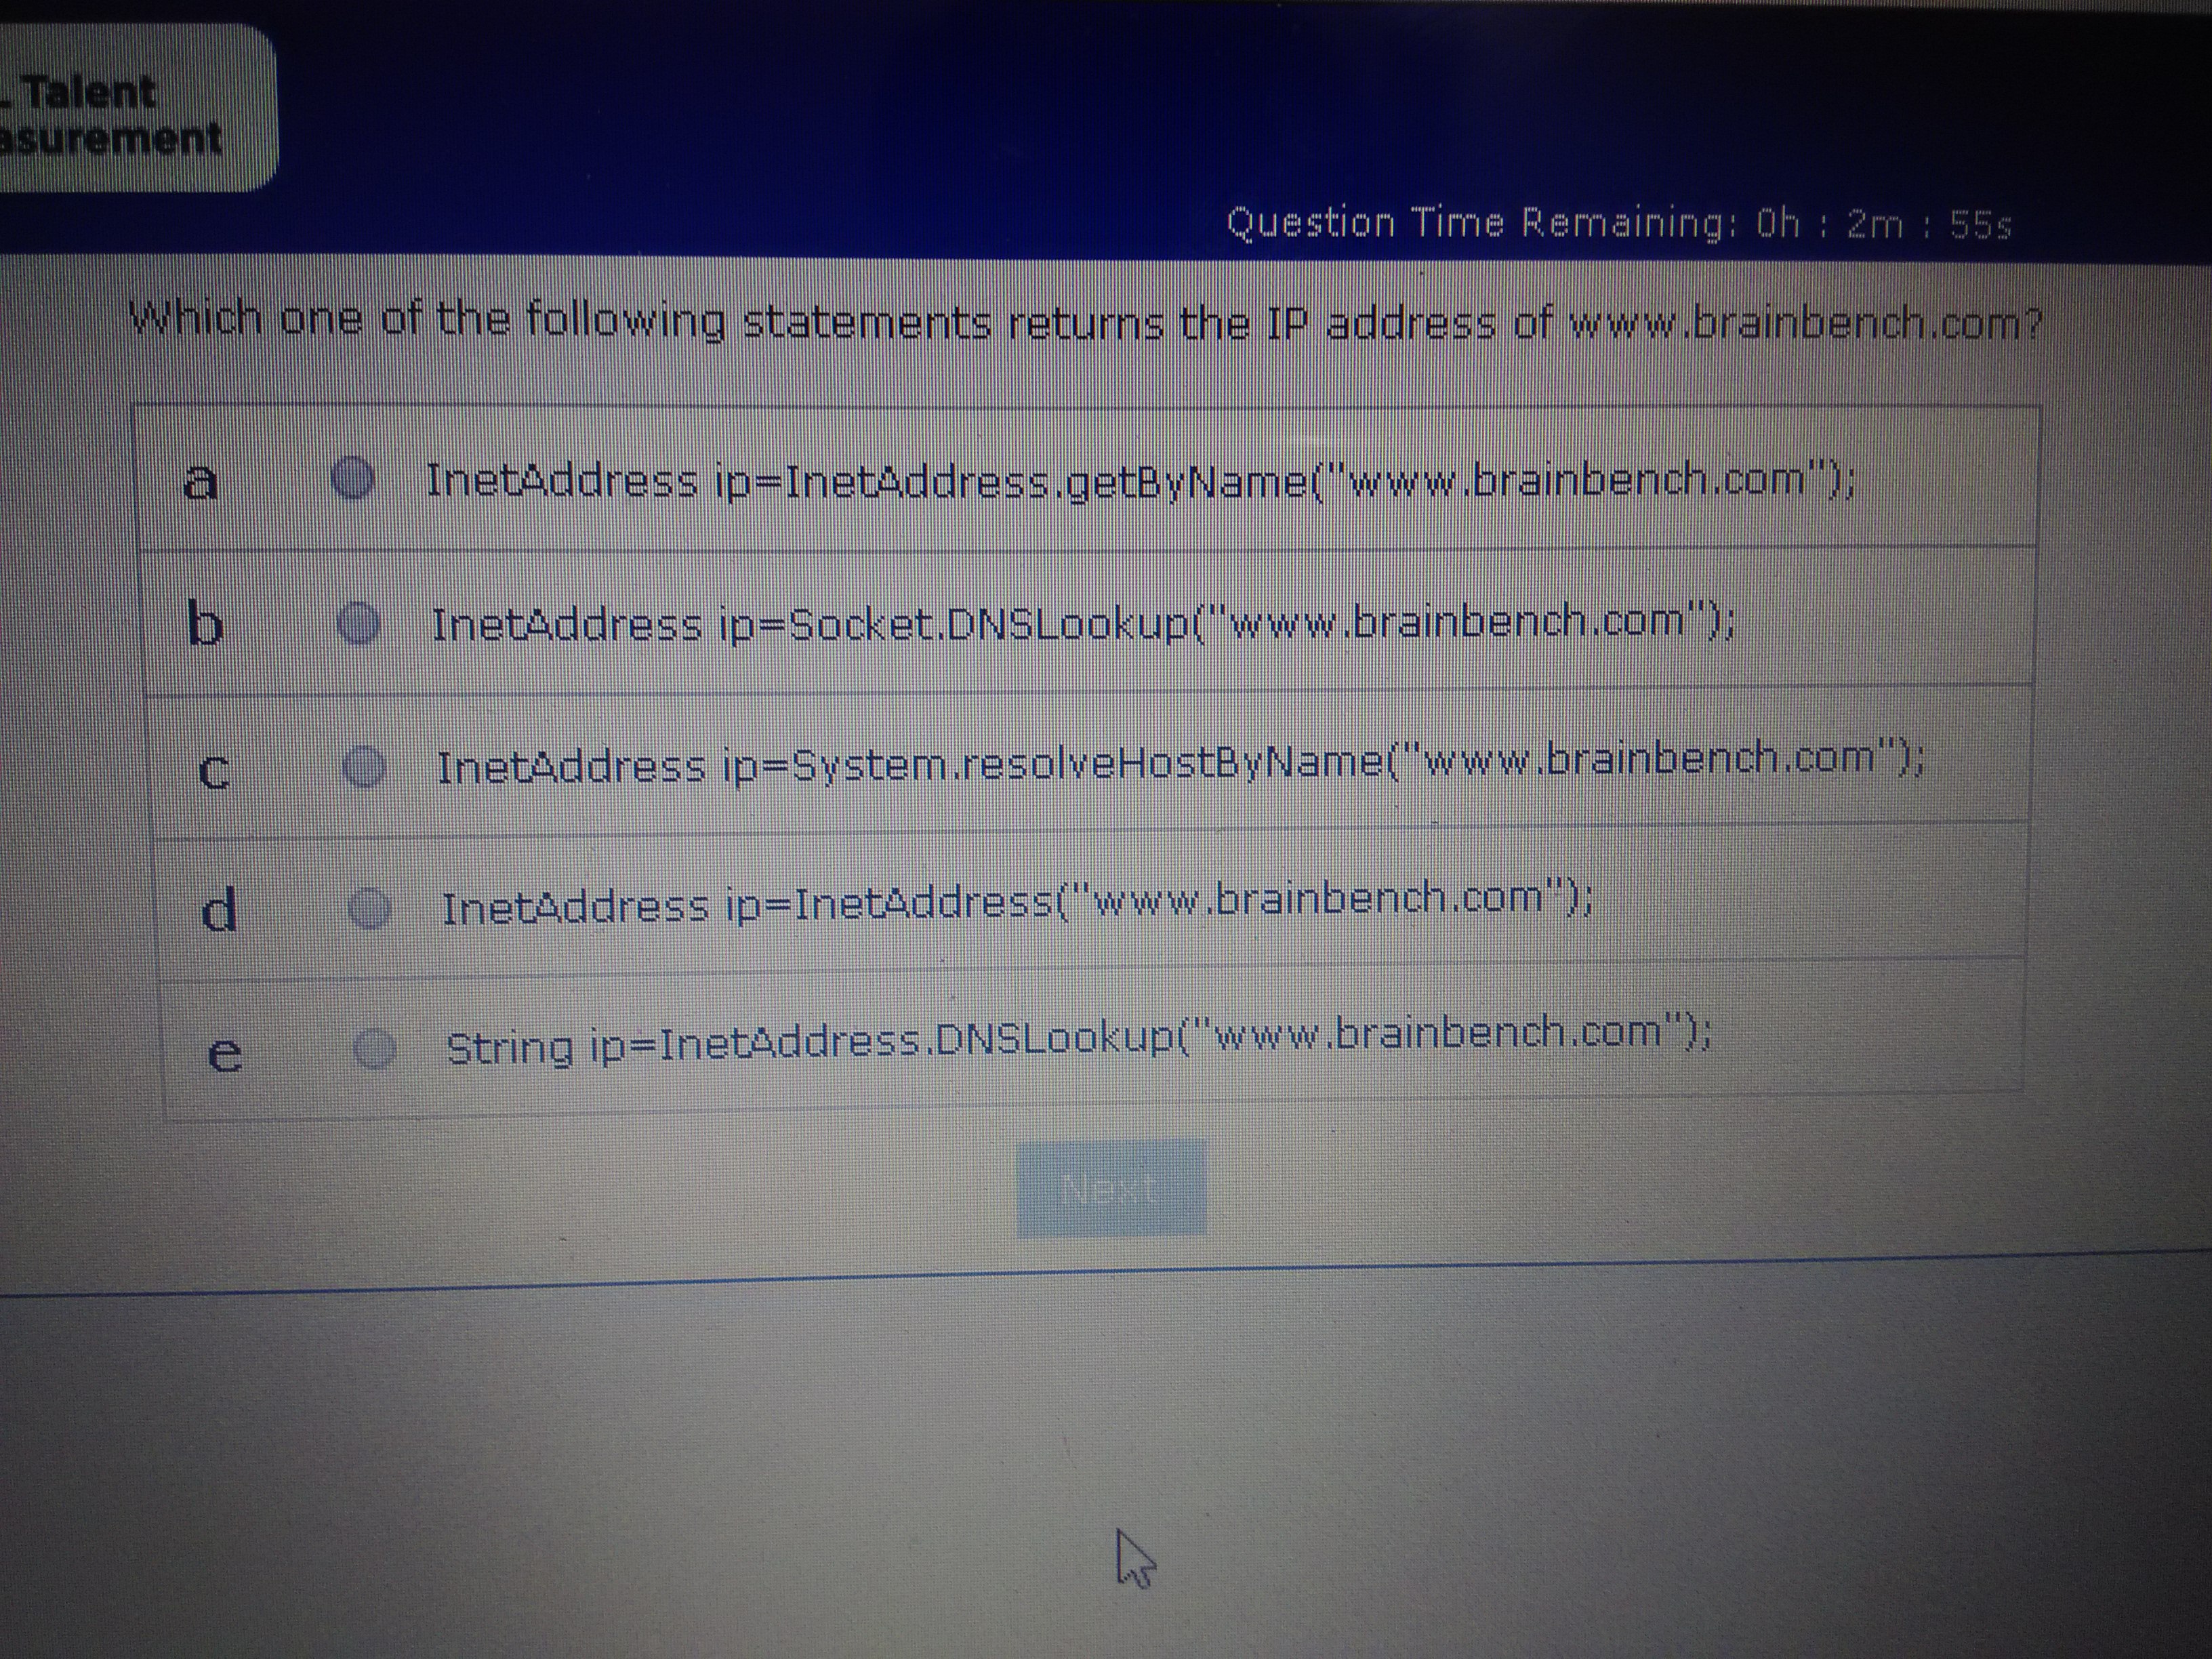 Talent
asurement
Question Time Remaining: 0h : 2m : 55s
Which one of the following statements returns the IP address of www.brainbench.com?
a InetAddress ip=InetAddress.getByName("www.brainbench.com");
b InetAddress ip=Socket.DNSLookup("www.brainbench.com");
c InetAddress ip=System.resolveHostByName("www.brainbench.com");
d InetAddress ip=InetAddress("www.brainbench.com");
e String ip=InetAddress.DNSLookup("www.brainbench.com");
Next